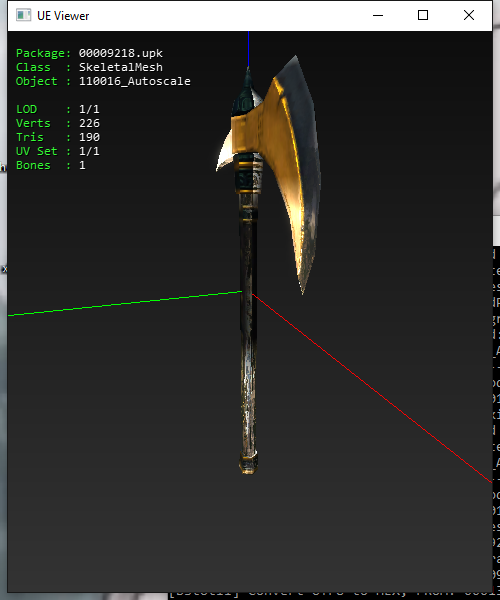 UE Viewer
Package: 00009218.upk
Class  : SkeletalMesh
Object : 110016_Autoscale
LOD    : 1/1
Verts  : 226
Tris   : 190
UV Set : 1/1
Bones  : 1